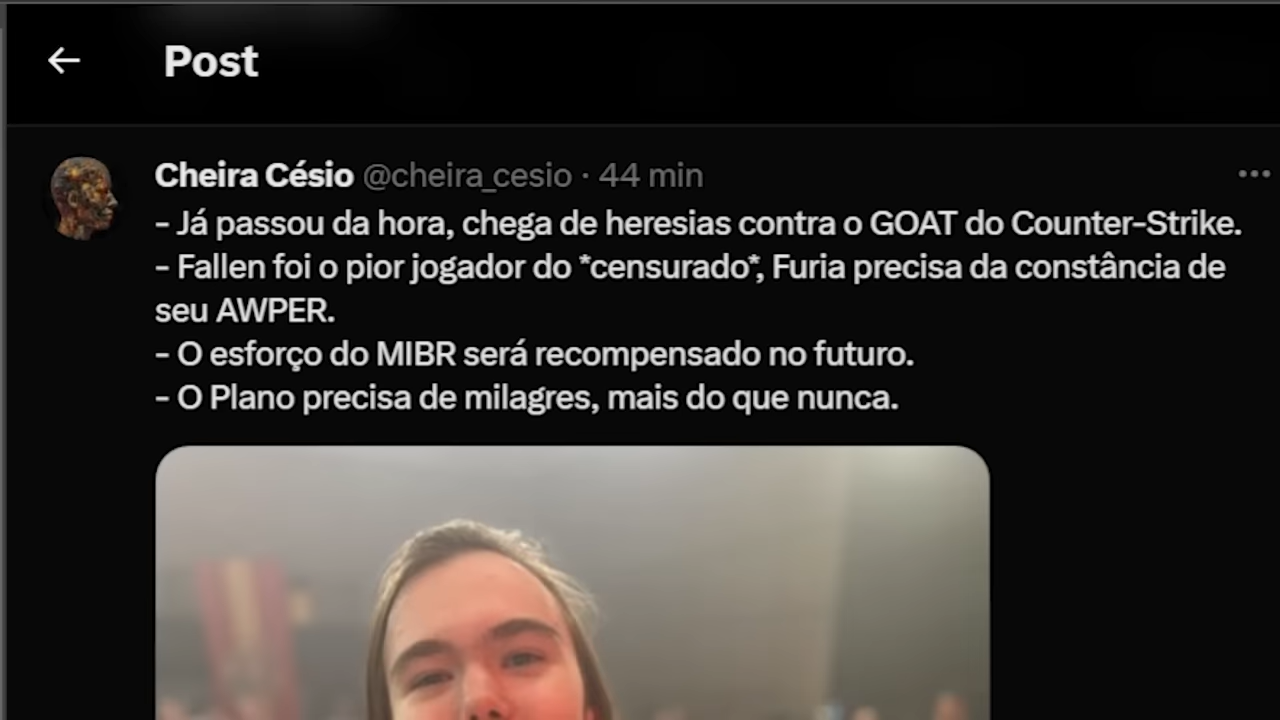 Post
Cheira Césio @cheira_cesio · 44 min
- Já passou da hora, chega de heresias contra o GOAT do Counter-Strike.
- Fallen foi o pior jogador do *censurado*, Furia precisa da constância de
seu AWPER.
- O esforço do MIBR será recompensado no futuro.
- O Plano precisa de milagres, mais do que nunca.